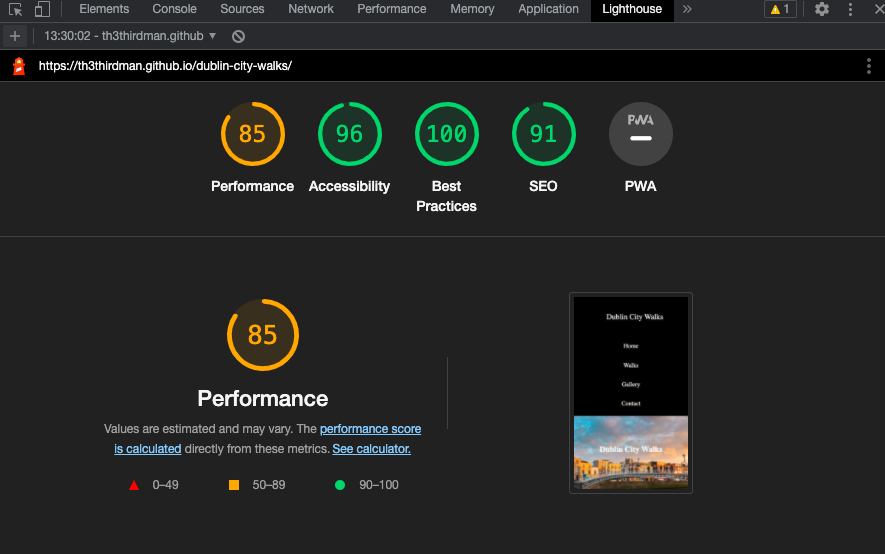 Elements Console Sources Network Performance Memory Application Lighthouse » 1
13:30:02 - th3thirdman.github
https://th3thirdman.github.io/dublin-city-walks/
85 96 100 91 PWA
Performance Accessibility Best Practices SEO PWA
85
Performance
Values are estimated and may vary. The performance score
is calculated directly from these metrics. See calculator.
0–49 50–89 90–100
Dublin City Walks
Home
Walks
Gallery
Contact
Dublin City Walks